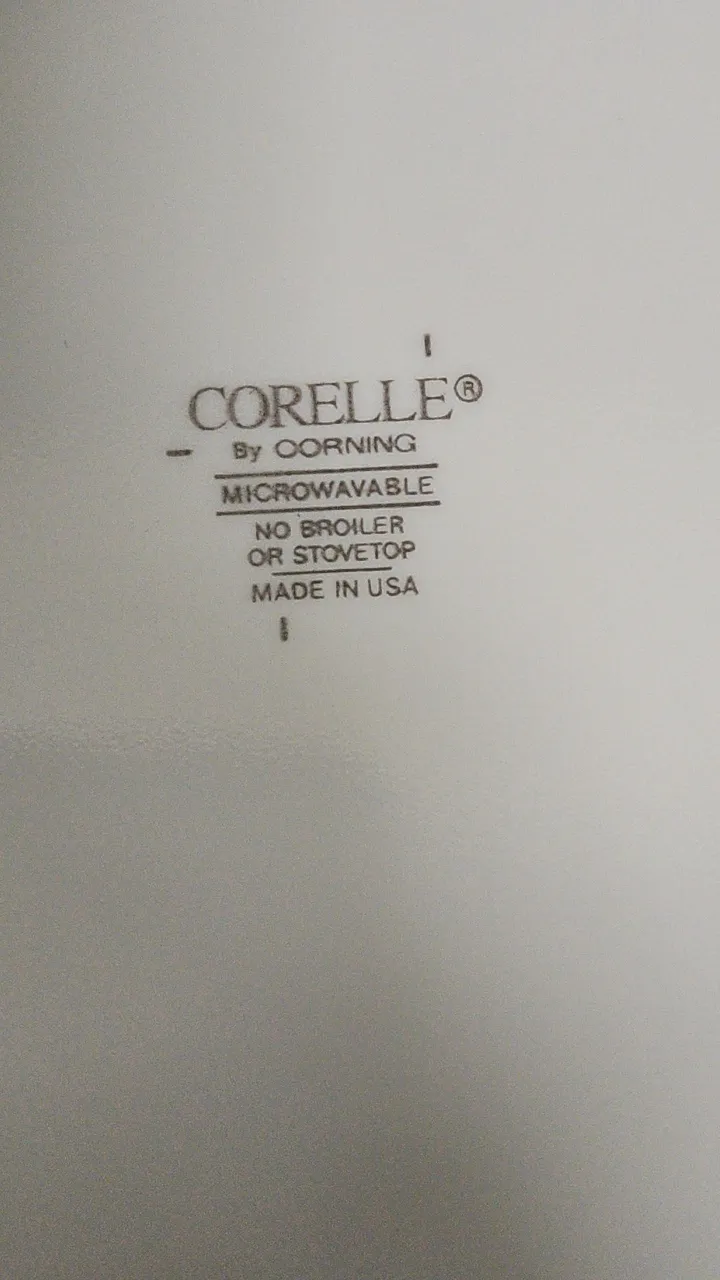 CORELLE®
By CORNING
MICROWAVABLE
NO BROILER
OR STOVETOP
MADE IN USA